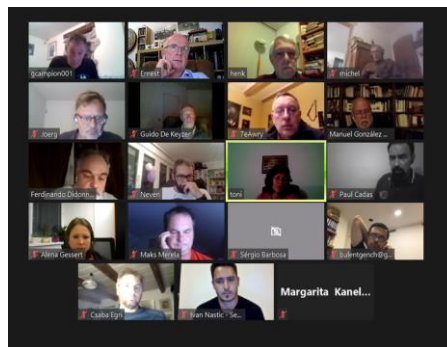 gcampion001
Ernest
henk
michel
Joerg
Guido De Keyzer
7eAwry
Manuel González ...
Ferdinando Didonn...
Neven
toni
Paul Cadas
Alena Gessert
Maks Merela
Sérgio Barbosa
bulentgench@g...
Csaba Egri
Ivan Nastic - Se...
Margarita Kanel...